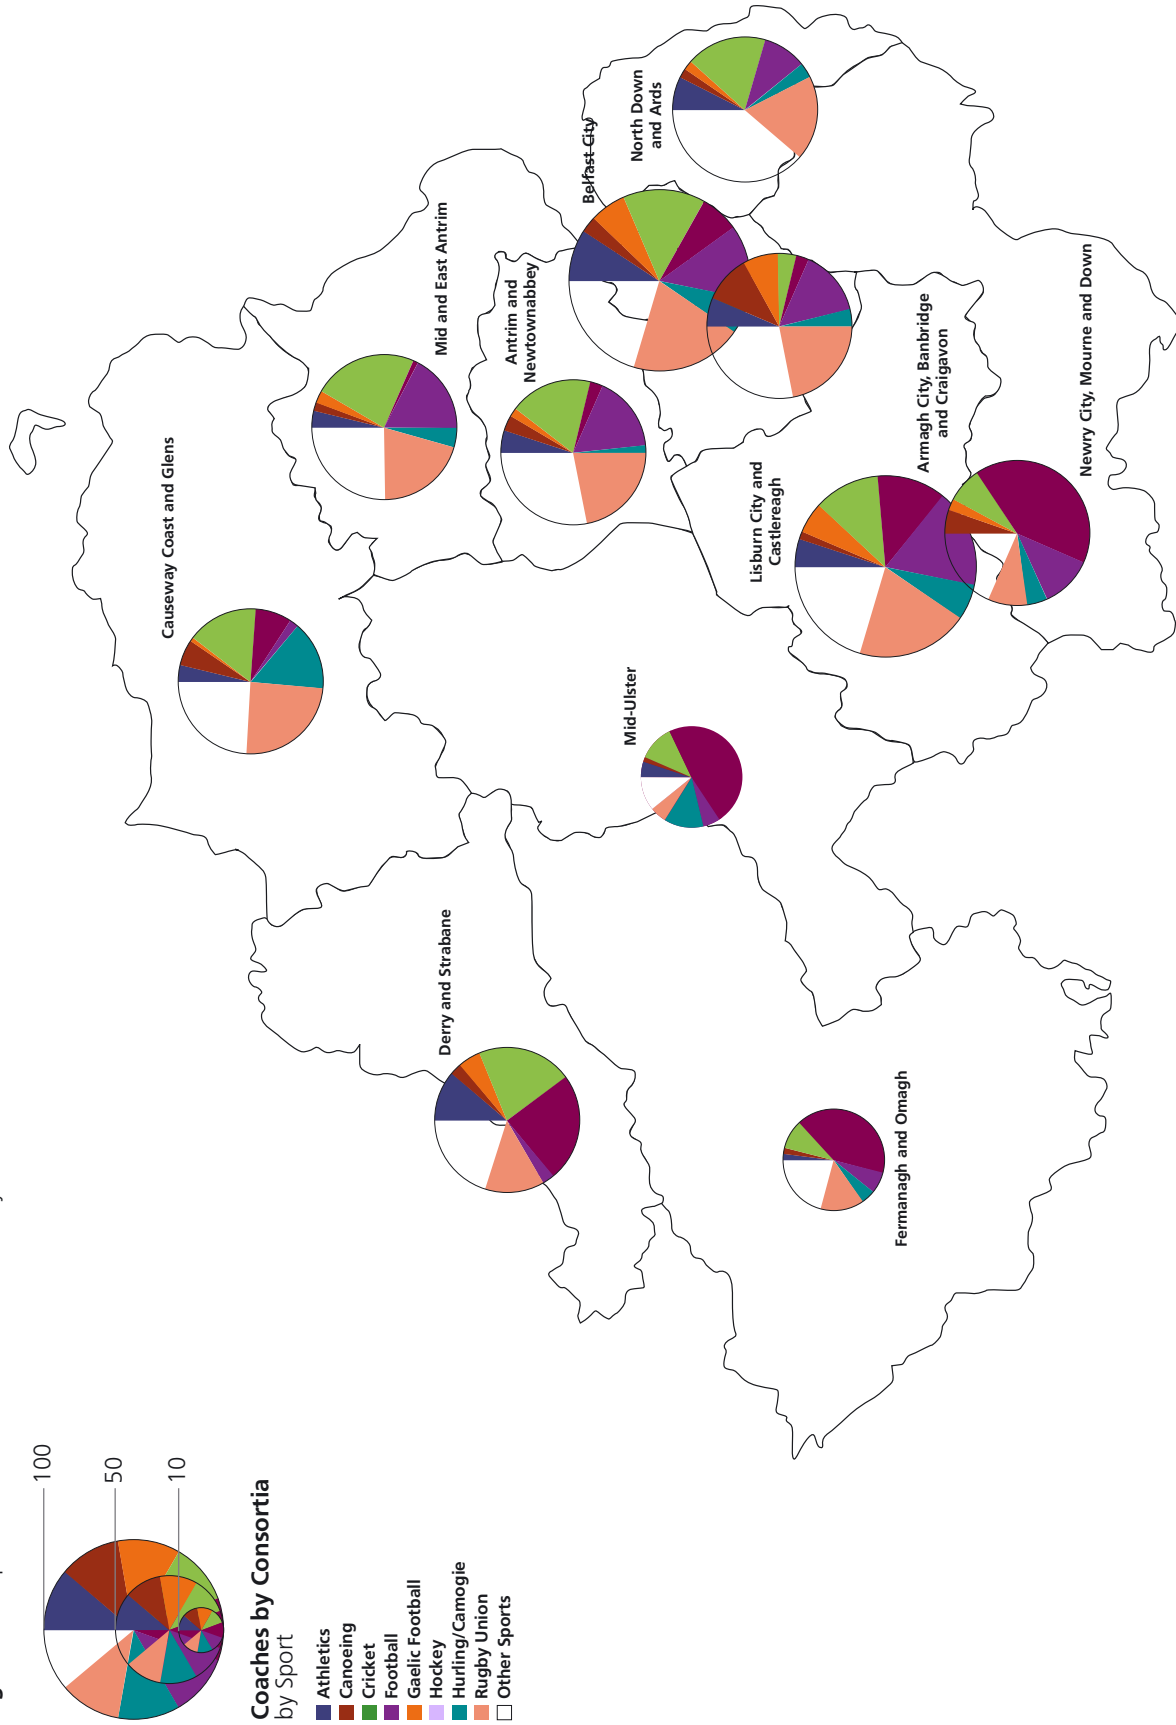 100
50
10
Coaches by Consortia
by Sport
Athletics
Canoeing
Cricket
Football
Gaelic Football
Hockey
Hurling/Camogie
Rugby Union
Other Sports
Causeway Coast and Glens
Mid and East Antrim
Antrim and
Newtownabbey
Belfast City
North Down
and Ards
Derry and Strabane
Mid-Ulster
Lisburn City and
Castlereagh
Armagh City, Banbridge
and Craigavon
Newry City, Mourne and Down
Fermanagh and Omagh